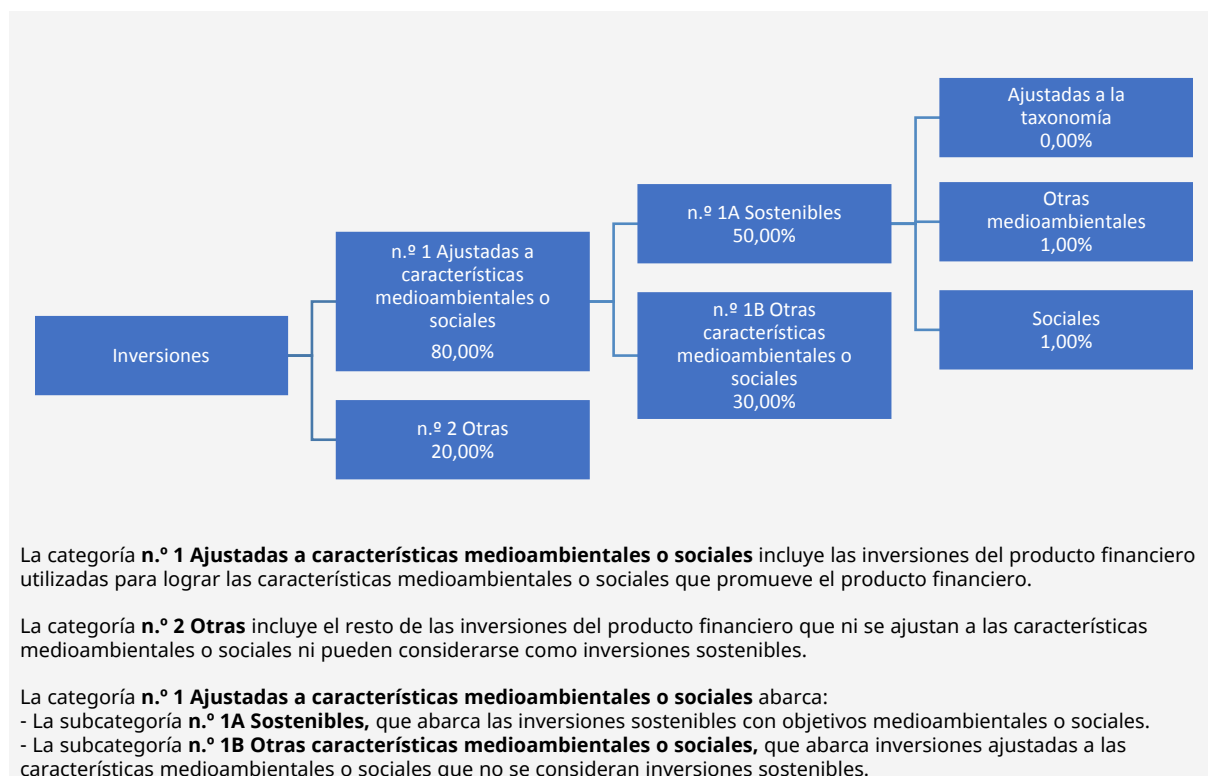 Inversiones
n.º 1 Ajustadas a
características
medioambientales o
sociales
80,00%
n.º 2 Otras
20,00%
n.º 1A Sostenibles
50,00%
n.º 1B Otras
características
medioambientales o
sociales
30,00%
Ajustadas a la
taxonomía
0,00%
Otras
medioambientales
1,00%
Sociales
1,00%
La categoría n.º 1 Ajustadas a características medioambientales o sociales incluye las inversiones del producto financiero
utilizadas para lograr las características medioambientales o sociales que promueve el producto financiero.
La categoría n.º 2 Otras incluye el resto de las inversiones del producto financiero que ni se ajustan a las características
medioambientales o sociales ni pueden considerarse como inversiones sostenibles.
La categoría n.º 1 Ajustadas a características medioambientales o sociales abarca:
- La subcategoría n.º 1A Sostenibles, que abarca las inversiones sostenibles con objetivos medioambientales o sociales.
- La subcategoría n.º 1B Otras características medioambientales o sociales, que abarca inversiones ajustadas a las
características medioambientales o sociales que no se consideran inversiones sostenibles.